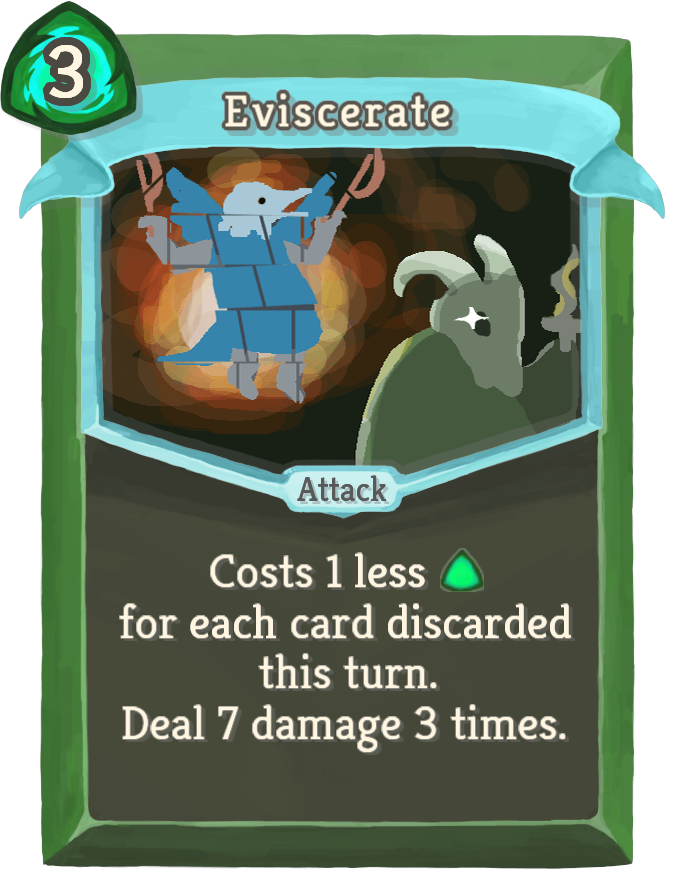 3
Eviscerate
Attack
Costs 1 less
for each card discarded
this turn.
Deal 7 damage 3 times.